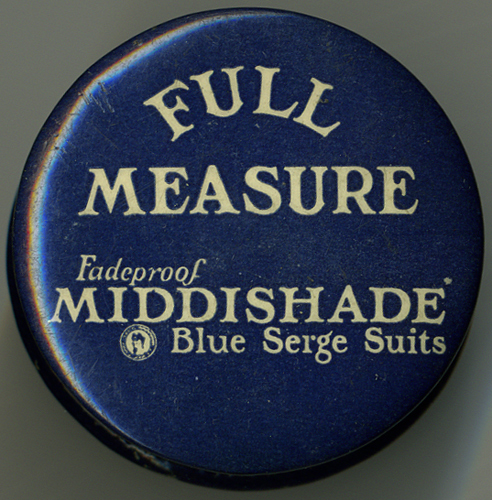 FULL
MEASURE
Fadeproof
MIDDISHADE*
Blue Serge Suits